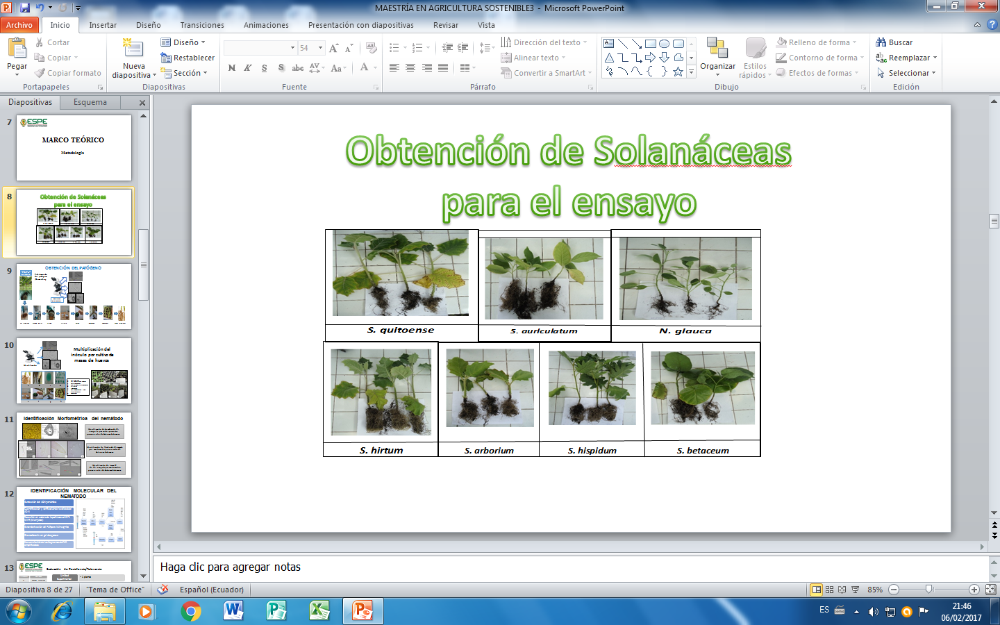 MAESTRÍA EN AGRICULTURA SOSTENIBLE3 - Microsoft PowerPoint
Archivo Inicio Insertar Diseño Transiciones Animaciones Presentación con diapositivas Revisar Vista
Pegar
Cortar
Copiar
Copiar formato
Portapapeles
Nueva diapositiva
Diseño
Restablecer
Sección
Diapositivas
54
N K S S abc AV Aa A
Fuente
Dirección del texto
Alinear texto
Convertir a SmartArt
Párrafo
Organizar
Estilos rápidos
Relleno de forma
Contorno de forma
Efectos de formas
Dibujo
Buscar
Reemplazar
Seleccionar
Edición
Diapositivas Esquema
7
ESPE
MARCO TEÓRICO
Metodología
8
Obtención de Solanáceas
para el ensayo
9
OBTENCIÓN DEL PATÓGENO
10
Multiplicación del
inóculo por cultivo de
masas de huevos
11
Identificación Morfométrica del nemátodo
12
IDENTIFICACIÓN MOLECULAR DEL
NEMATODO
13
ESPE
Evaluación de Resistencia/Tolerancia
Obtención de Solanáceas
para el ensayo
S. quitoense
S. auriculatum
N. glauca
S. hirtum
S. arborium
S. hispidum
S. betaceum
Haga clic para agregar notas
Diapositiva 8 de 27
"Tema de Office"
Español (Ecuador)
85%
ES
21:46
06/02/2017